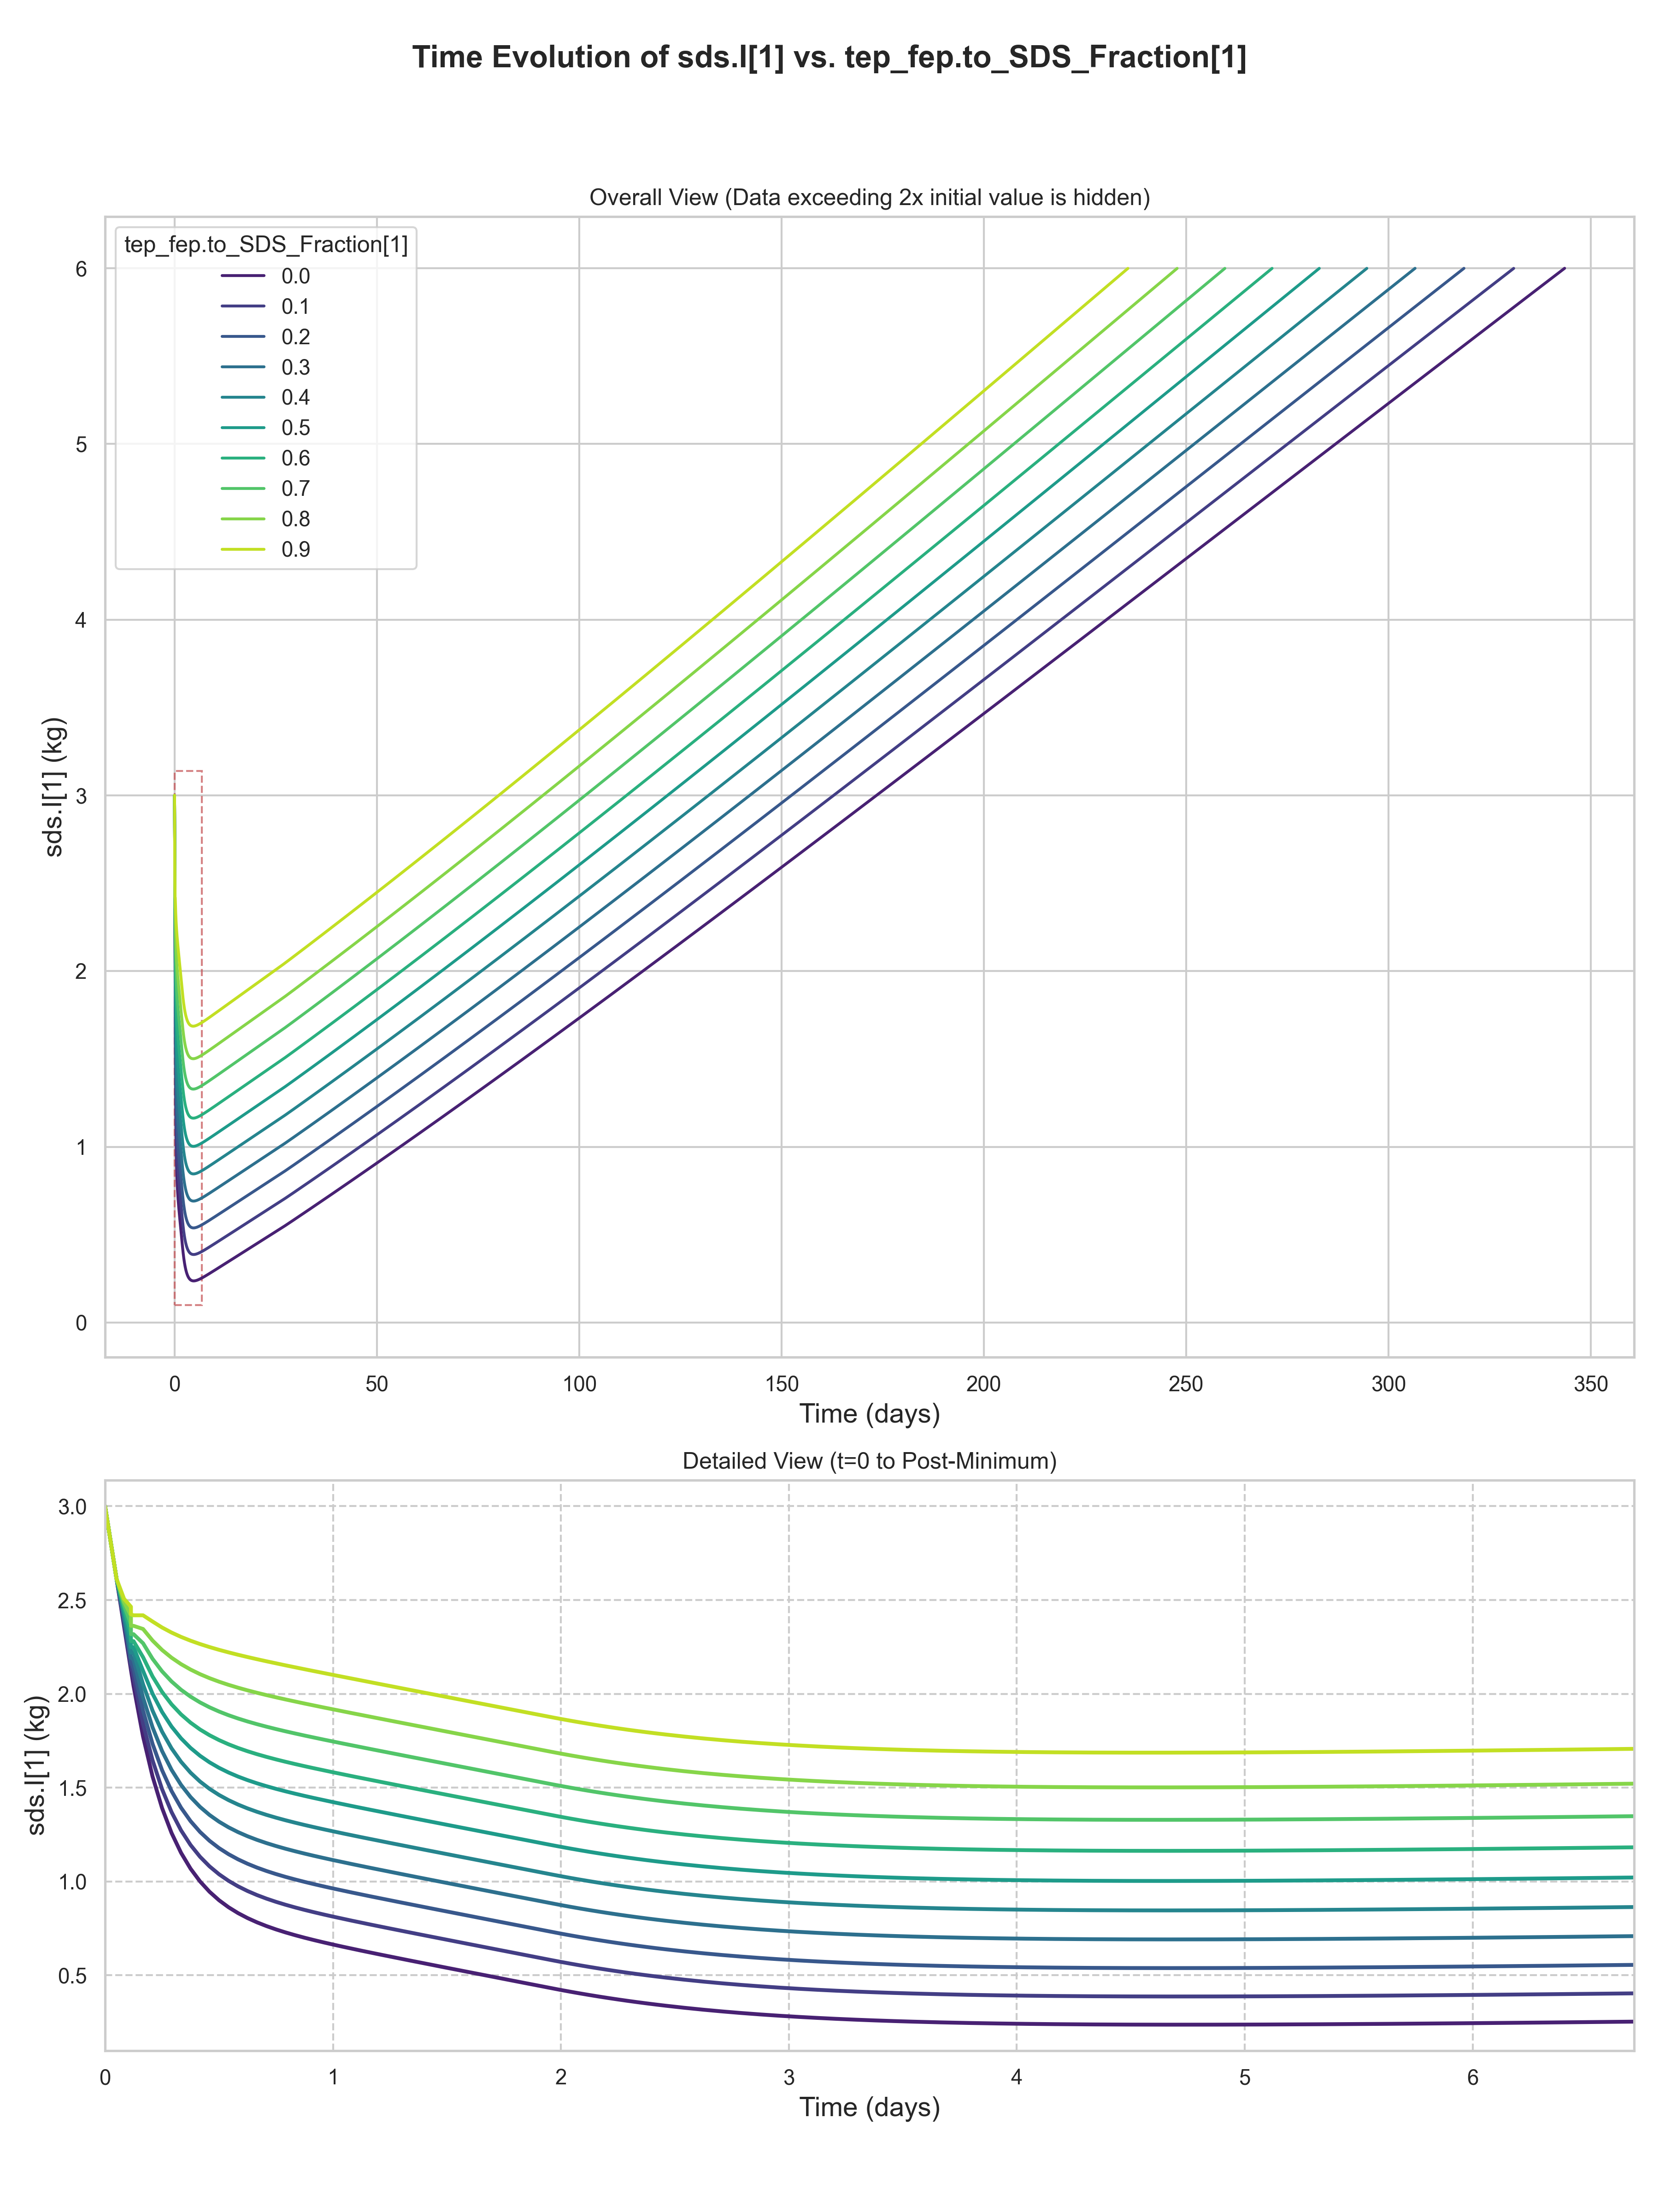 Time Evolution of sds.I[1] vs. tep_fep.to_SDS_Fraction[1]
Overall View (Data exceeding 2x initial value is hidden)
tep_fep.to_SDS_Fraction[1]
0.0
0.1
0.2
0.3
0.4
0.5
0.6
0.7
0.8
0.9
6
5
4
3
2
1
0
sds.I[1] (kg)
0 50 100 150 200 250 300 350
Time (days)
Detailed View (t=0 to Post-Minimum)
3.0
2.5
2.0
1.5
1.0
0.5
sds.I[1] (kg)
0 1 2 3 4 5 6
Time (days)